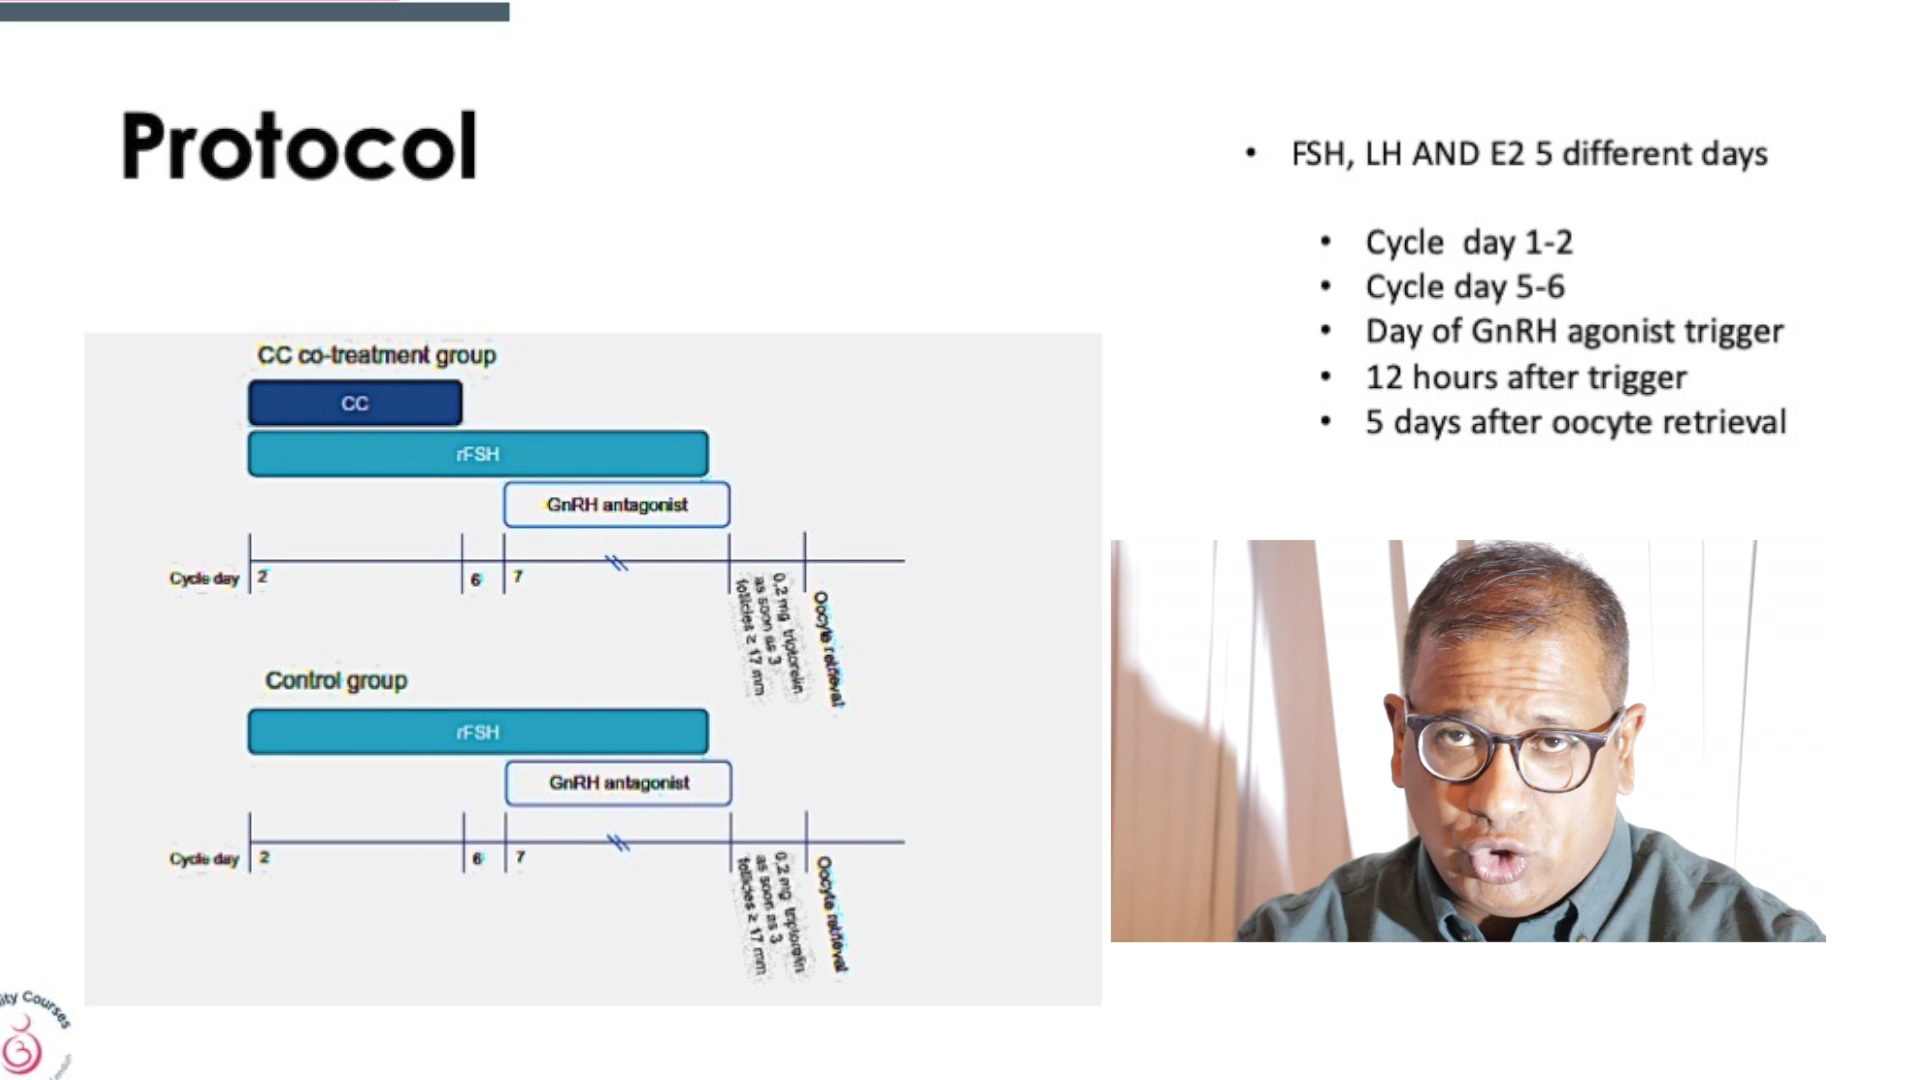 Protocol
• FSH, LH AND E2 5 different days
• Cycle day 1-2
• Cycle day 5-6
• Day of GnRH agonist trigger
• 12 hours after trigger
• 5 days after oocyte retrieval
CC co-treatment group
CC
rFSH
GnRH antagonist
Cycle day 2 6 7
0,2 mg triptorelin
as soon as 3
follicles ≥ 17 mm
Oocyte retrieval
Control group
rFSH
GnRH antagonist
Cycle day 2 6 7
0,2 mg triptorelin
as soon as 3
follicles ≥ 17 mm
Oocyte retrieval
Courses